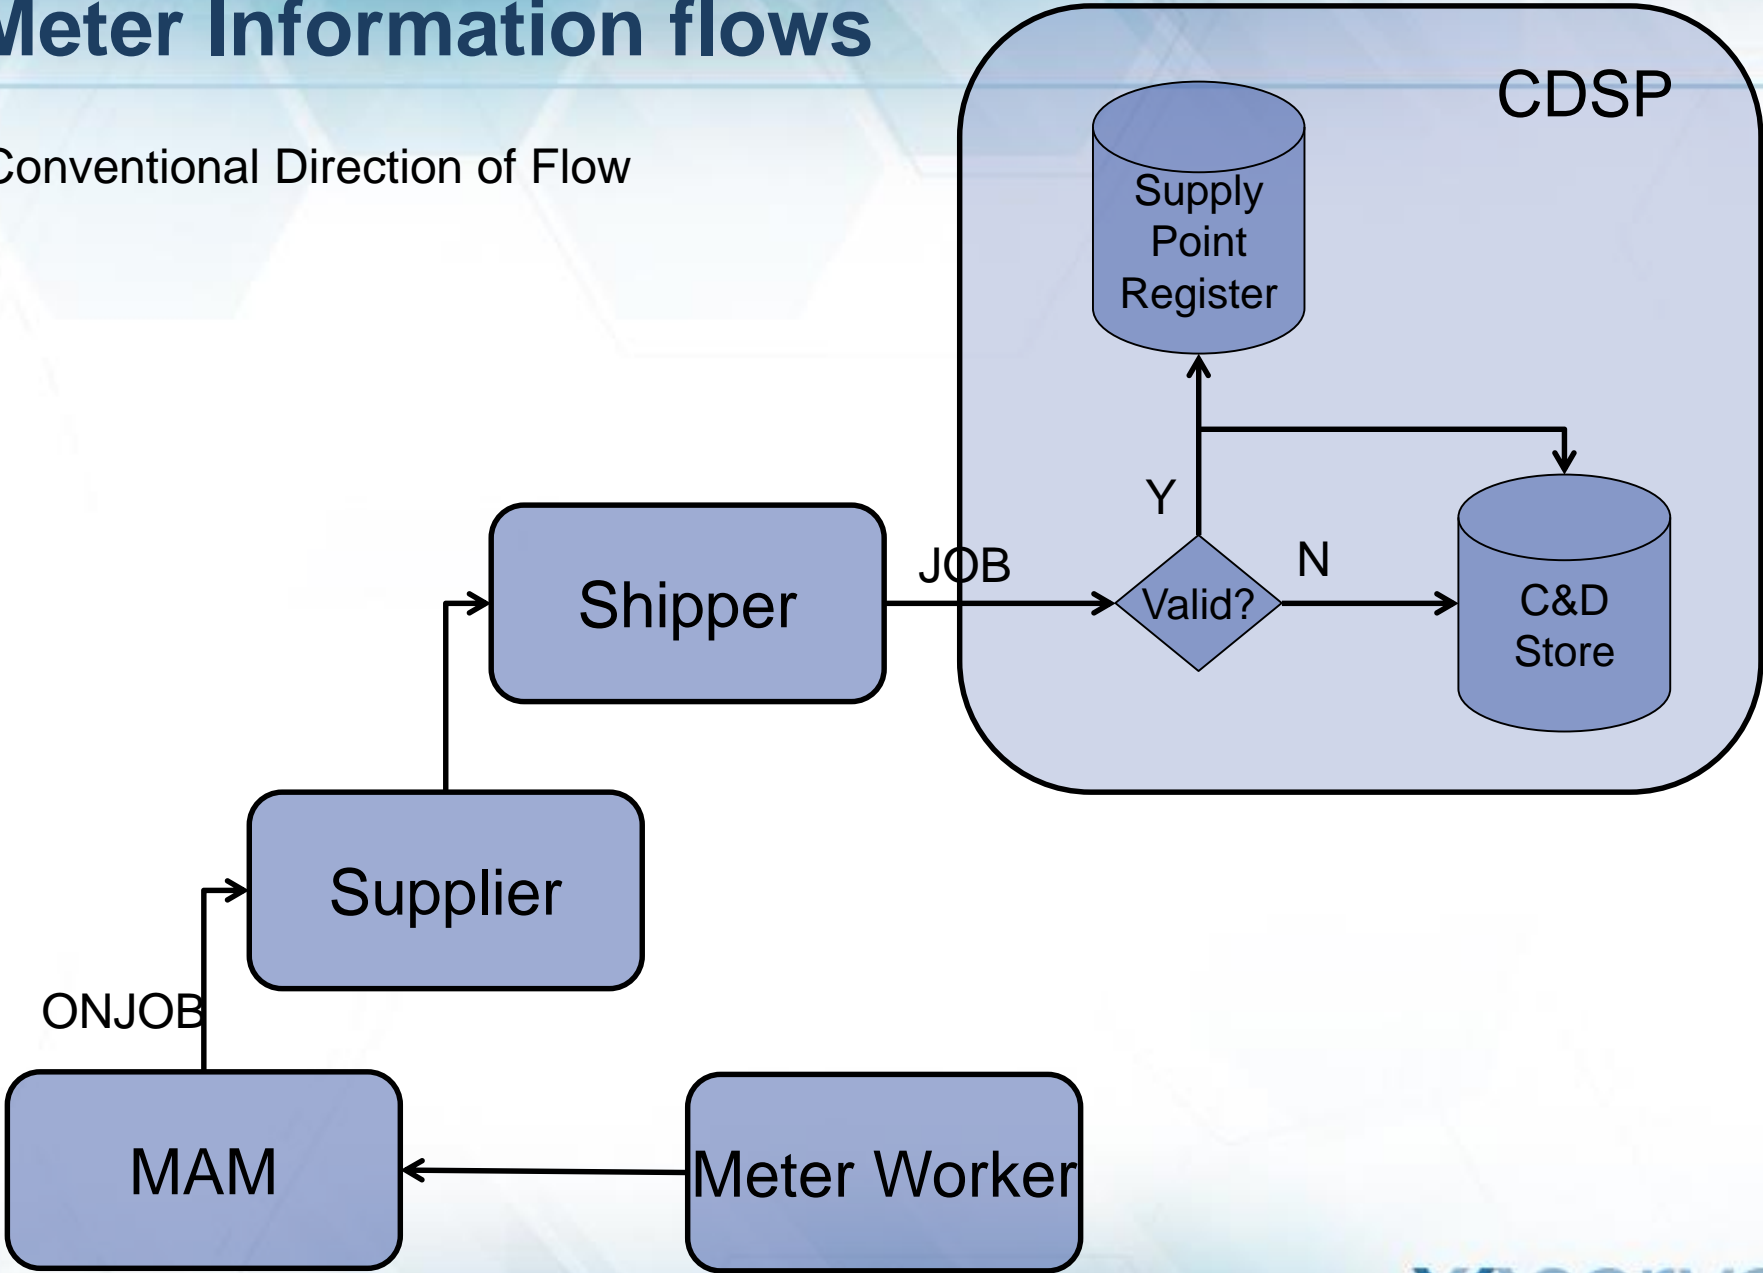 Meter Information flows
CDSP
Conventional Direction of Flow
Supply
Point
Register
Y
JOB
N
Shipper
Valid?
C&D
Store
Supplier
ONJOB
MAM
Meter Worker